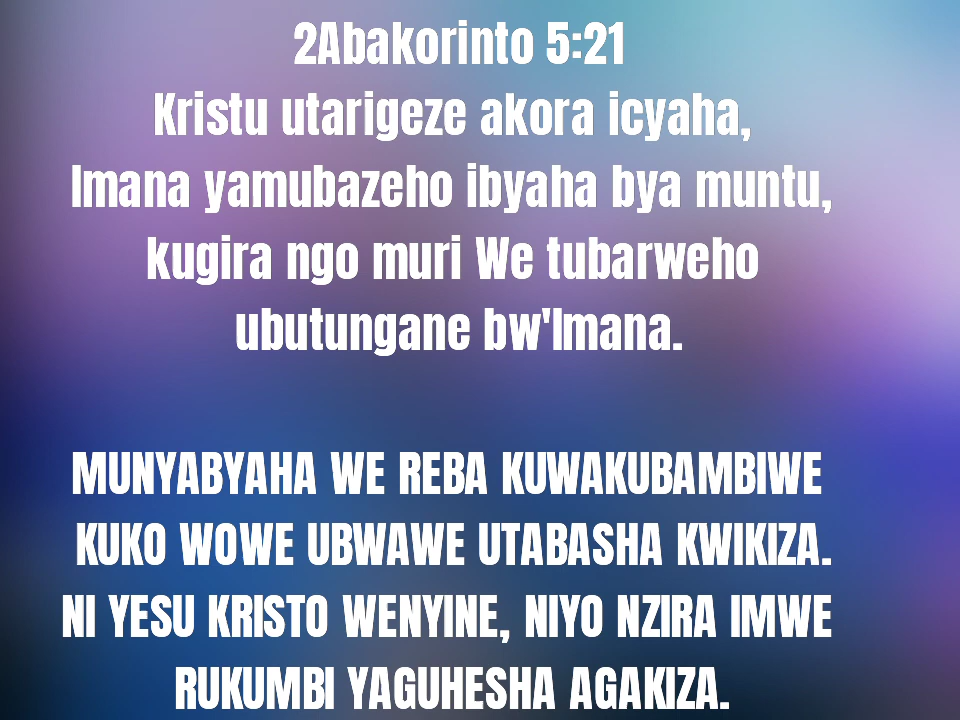 2Abakorinto 5:21
Kristu utarigeze akora icyaha,
Imana yamubazeho ibyaha bya muntu,
kugira ngo muri We tubarweho
ubutungane bw'Imana.
MUNYABYAHA WE REBA KUWAKUBAMBIWE
KUKO WOWE UBWAWE UTABASHA KWIKIZA.
NI YESU KRISTO WENYINE, NIYO NZIRA IMWE
RUKUMBI YAGUHESHA AGAKIZA.